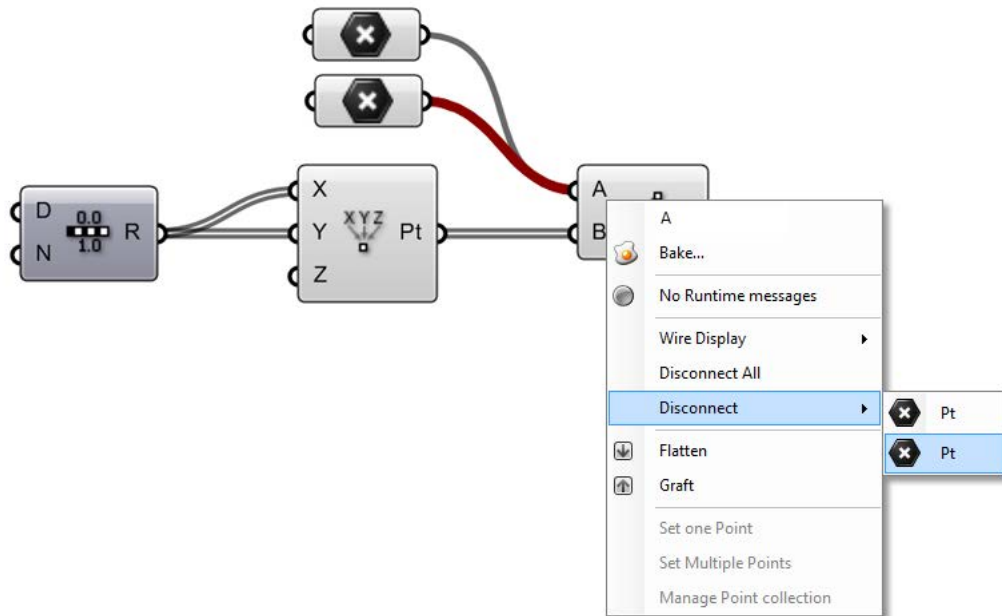 X
A
D
0.0
R
Y
X Y Z
Pt
B
N
1.0
Z
A
Bake...
No Runtime messages
Wire Display
Disconnect All
Disconnect
Pt
Pt
Flatten
Graft
Set one Point
Set Multiple Points
Manage Point collection